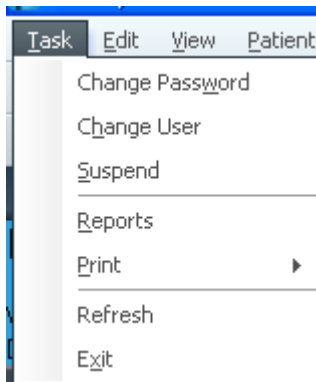 Task Edit View Patient
Change Password
Change User
Suspend
Reports
Print
Refresh
Exit